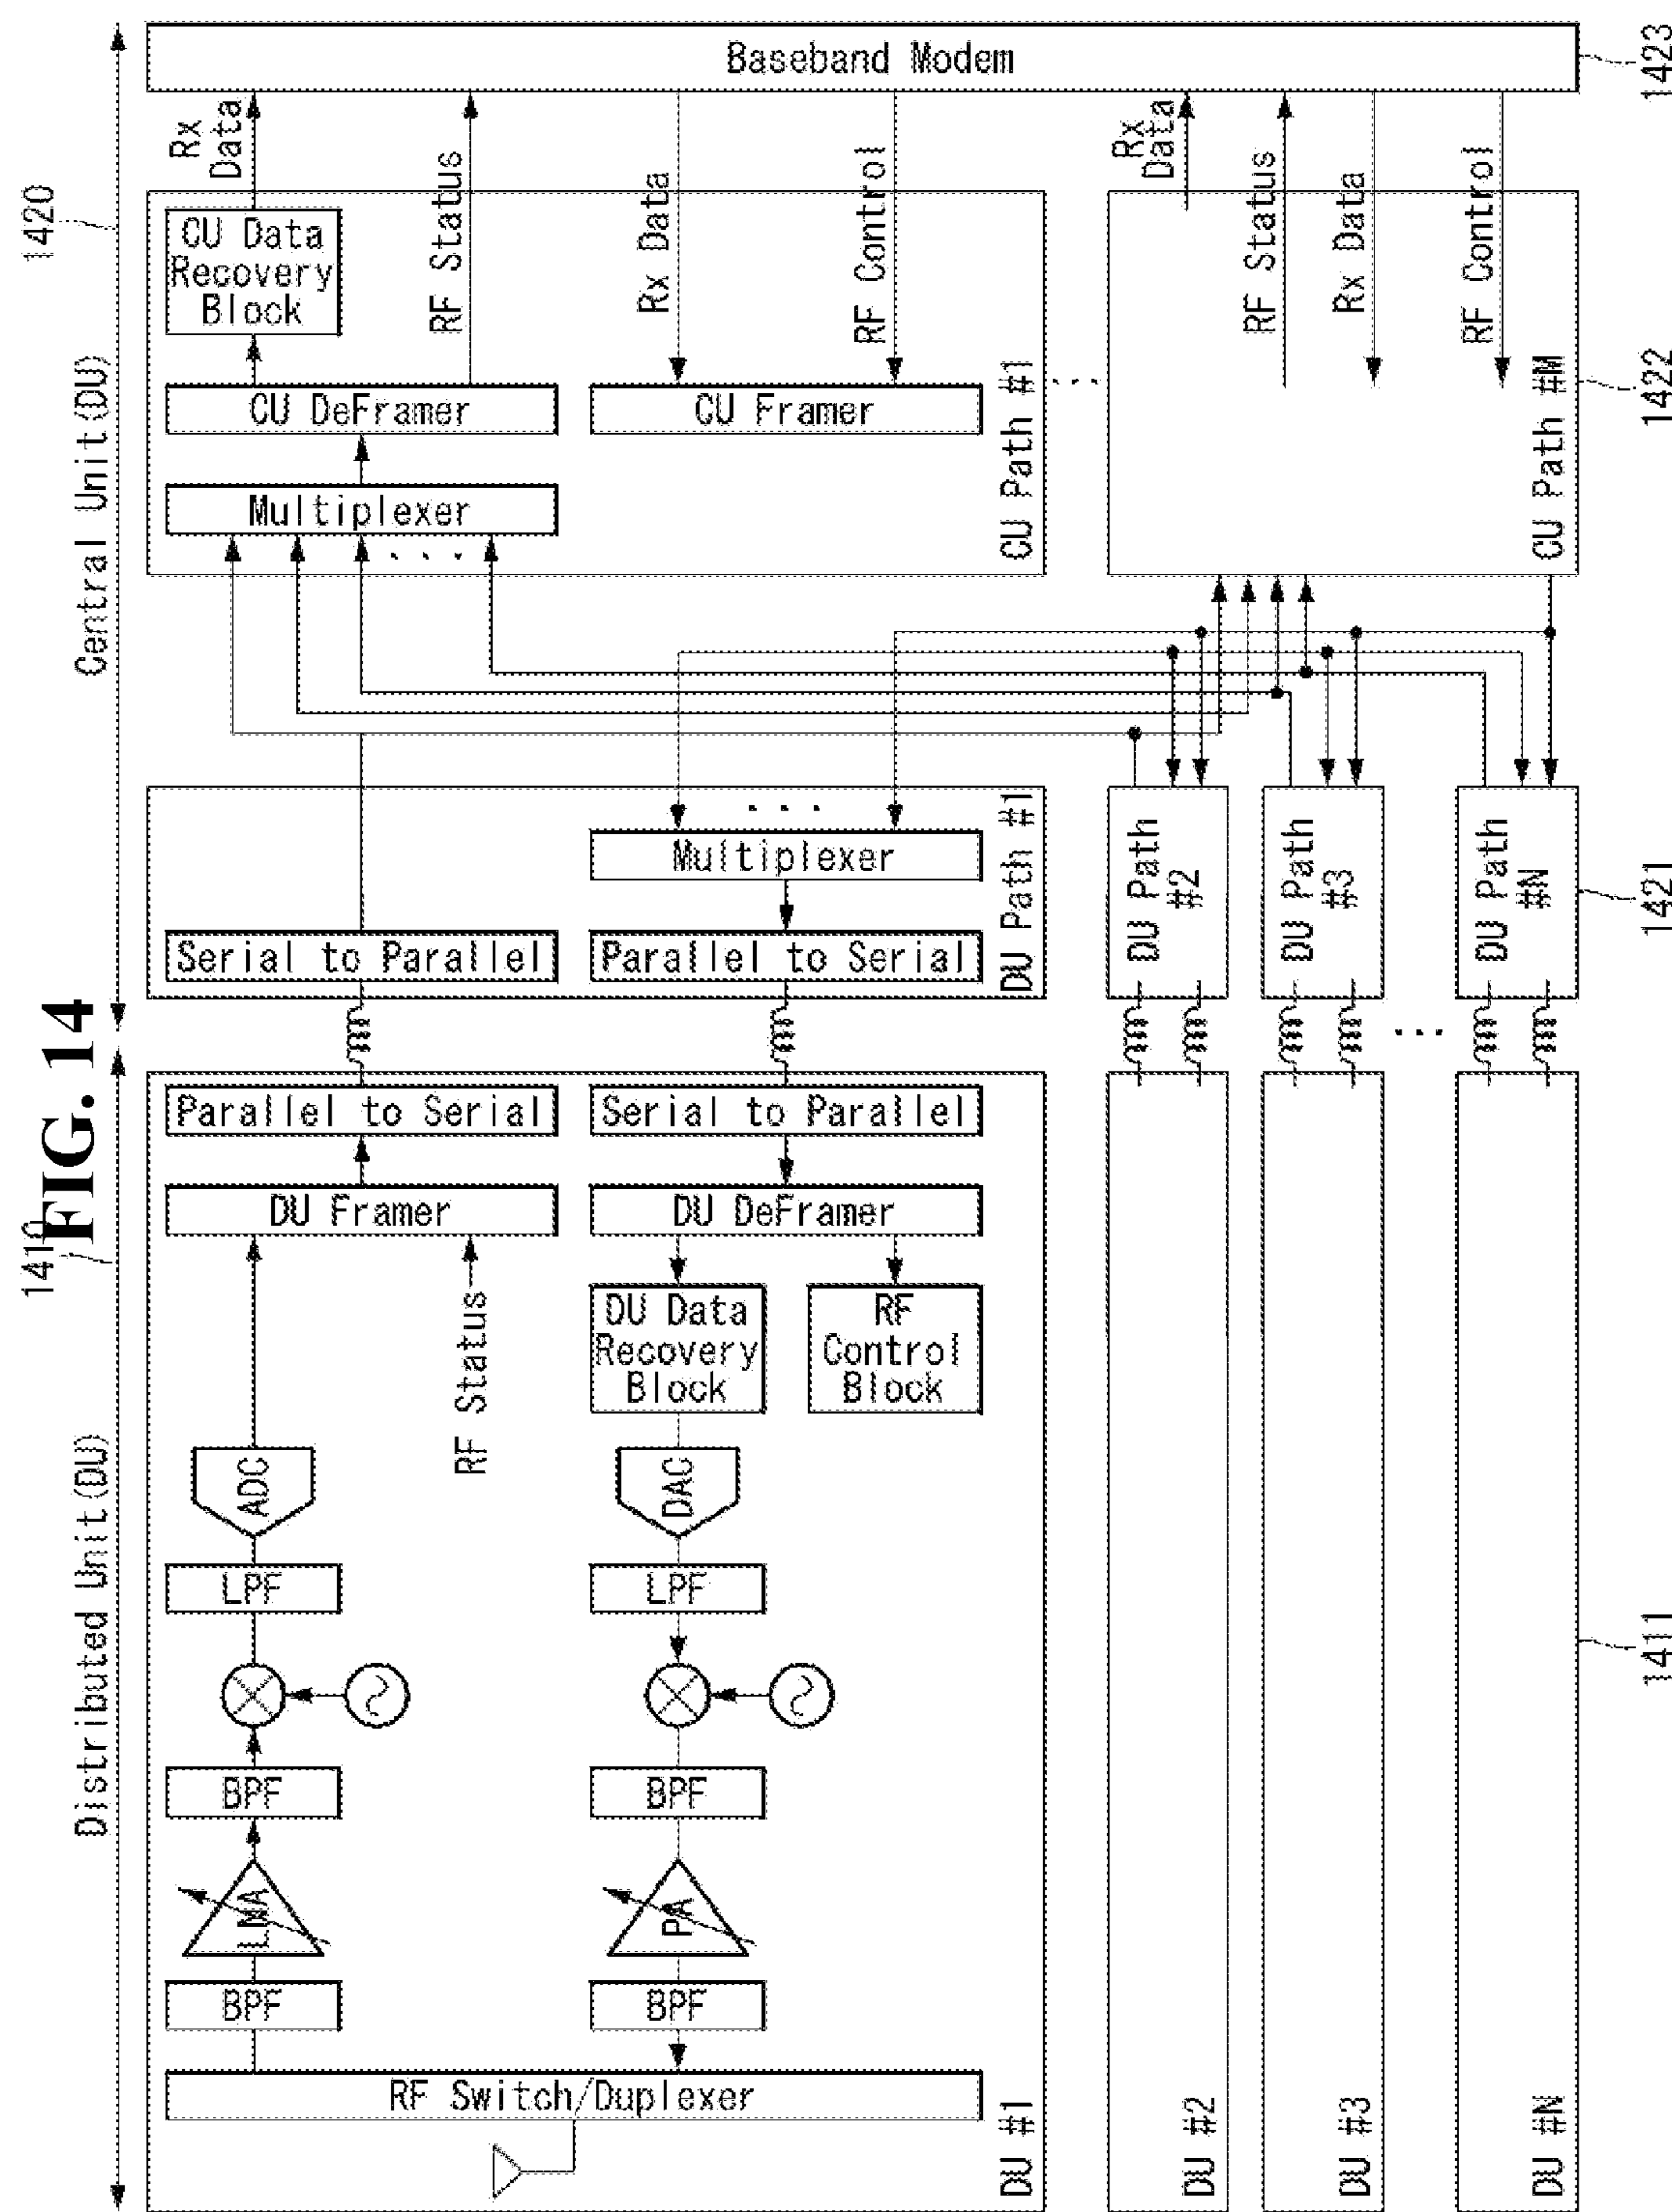 FIG. 14
1420
Central Unit(DU)
1410
Distributed Unit(DU)
Baseband Modem
1423
Rx
Data
RF Status
Rx Data
RF Control
CU Data
Recovery
Block
CU DeFramer
CU Framer
Multiplexer
CU Path #1
...
Rx
Data
RF Status
Rx Data
RF Control
CU Path #M
1422
...
...
Multiplexer
Serial to Parallel
Parallel to Serial
DU Path #1
DU Path
#2
DU Path
#3
DU Path
#N
1421
...
Parallel to Serial
Serial to Parallel
DU Framer
DU DeFramer
RF Status
DU Data
Recovery
Block
RF
Control
Block
ADC
DAC
LPF
LPF
BPF
BPF
LNA
PA
BPF
BPF
RF Switch/Duplexer
DU #1
DU #2
DU #3
DU #N
1411